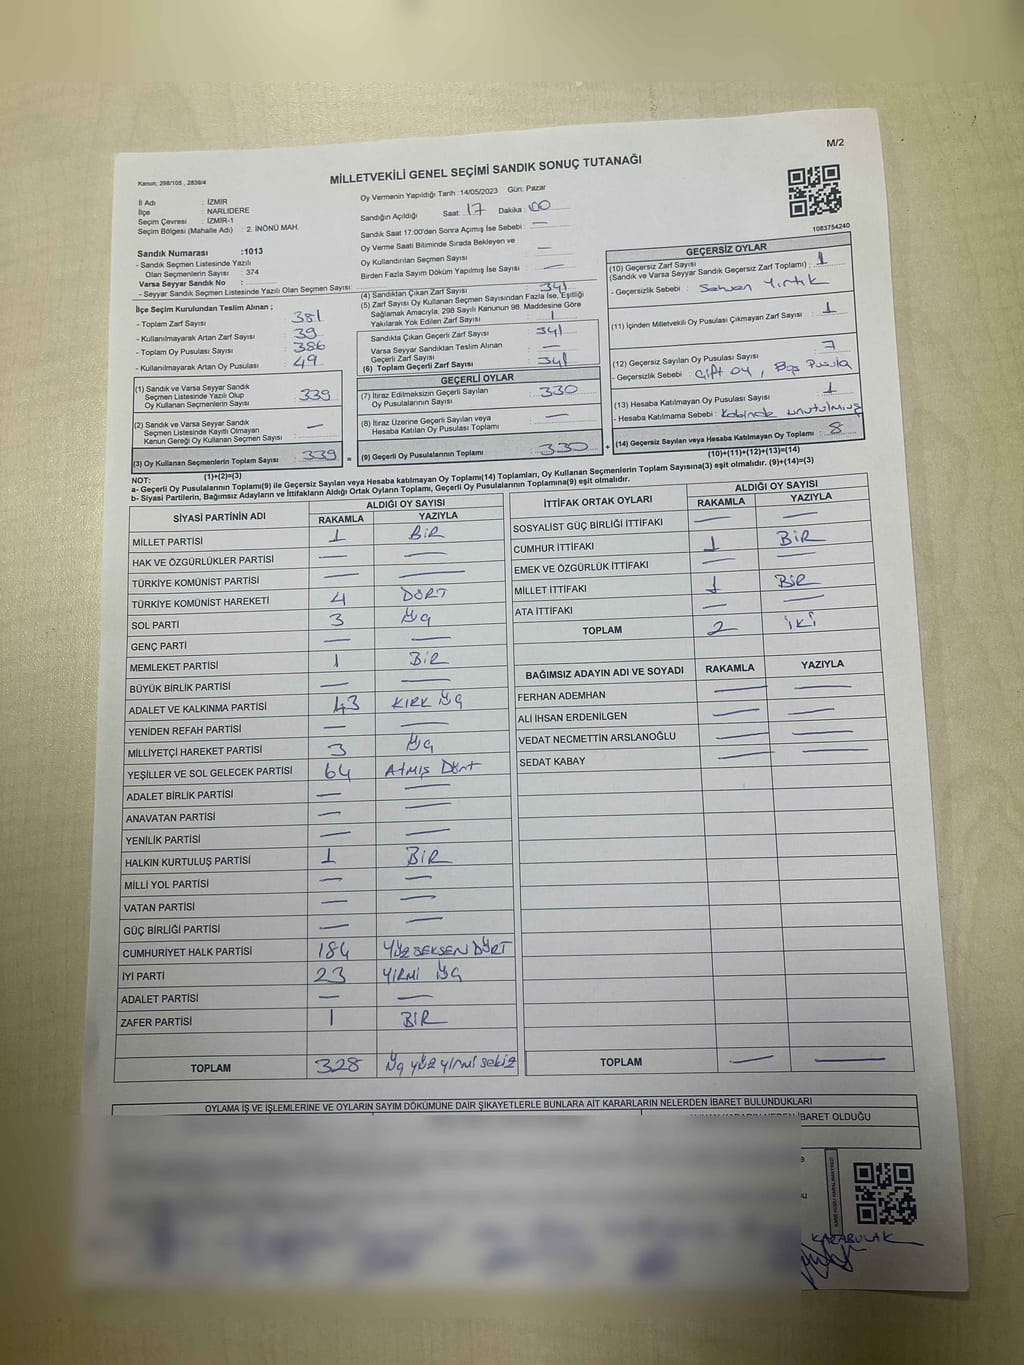 M/2
Kanun: 298/105 , 2839/4
MİLLETVEKİLİ GENEL SEÇİMİ SANDIK SONUÇ TUTANAĞI
İl Adı : İZMİR
İlçe : NARLIDERE
Seçim Çevresi : İZMİR-1
Seçim Bölgesi (Mahalle Adı) : 2. İNÖNÜ MAH.
Sandık Numarası :1013
- Sandık Seçmen Listesinde Yazılı
Olan Seçmenlerin Sayısı : 374
Varsa Seyyar Sandık No :
- Seyyar Sandık Seçmen Listesinde Yazılı Olan Seçmen Sayısı:
Oy Vermenin Yapıldığı Tarih :14/05/2023 Gün: Pazar
Sandığın Açıldığı Saat : 17 Dakika : 00
Sandık Saat 17:00'den Sonra Açımış İse Sebebi : —
Oy Verme Saati Bitiminde Sırada Bekleyen ve
Oy Kullandırılan Seçmen Sayısı —
Birden Fazla Sayım Döküm Yapılmış İse Sayısı : —
1083754240
İlçe Seçim Kurulundan Teslim Alınan ;
- Toplam Zarf Sayısı : 381
- Kullanılmayarak Artan Zarf Sayısı : 39
- Toplam Oy Pusulası Sayısı : 386
- Kullanılmayarak Artan Oy Pusulası : 49
(1) Sandık ve Varsa Seyyar Sandık
Seçmen Listesinde Yazılı Olup
Oy Kullanan Seçmenlerin Sayısı : 339
(2) Sandık ve Varsa Seyyar Sandık
Seçmen Listesinde Kayıtlı Olmayan
Kanun Gereği Oy Kullanan Seçmen Sayısı : —
(3) Oy Kullanan Seçmenlerin Toplam Sayısı : 339 =
(1)+(2)=(3)
(4) Sandıktan Çıkan Zarf Sayısı : 341
(5) Zarf Sayısı Oy Kullanan Seçmen Sayısından Fazla İse, Eşitliği
Sağlamak Amacıyla; 298 Sayılı Kanunun 98. Maddesine Göre
Yakılarak Yok Edilen Zarf Sayısı :
Sandıkta Çıkan Geçerli Zarf Sayısı : 341
Varsa Seyyar Sandıktan Teslim Alınan
Geçerli Zarf Sayısı : —
(6) Toplam Geçerli Zarf Sayısı : 341
GEÇERLİ OYLAR
(7) İtiraz Edilmeksizin Geçerli Sayılan
Oy Pusulalarının Sayısı : 330
(8) İtiraz Üzerine Geçerli Sayılan veya
Hesaba Katılan Oy Pusulası Toplamı : —
(9) Geçerli Oy Pusulalarının Toplamı : 330 +
GEÇERSİZ OYLAR
(10) Geçersiz Zarf Sayısı : 1
(Sandık ve Varsa Seyyar Sandık Geçersiz Zarf Toplamı)
- Geçersizlik Sebebi : Sehven Yırtık
(11) İçinden Milletvekili Oy Pusulası Çıkmayan Zarf Sayısı : 1
(12) Geçersiz Sayılan Oy Pusulası Sayısı : 7
- Geçersizlik Sebebi : Çift oy , Boş Pusula
(13) Hesaba Katılmayan Oy Pusulası Sayısı : 1
- Hesaba Katılmama Sebebi : Kabinde unutulmuş
(14) Geçersiz Sayılan veya Hesaba Katılmayan Oy Toplamı : 8
(10)+(11)+(12)+(13)=(14)
NOT:
a- Geçerli Oy Pusulalarının Toplamı(9) ile Geçersiz Sayılan veya Hesaba Katılmayan Oy Toplamı(14) Toplamları, Oy Kullanan Seçmenlerin Toplam Sayısına(3) eşit olmalıdır. (9)+(14)=(3)
b- Siyasi Partilerin, Bağımsız Adayların ve İttifakların Aldığı Ortak Oyların Toplamı, Geçerli Oy Pusulalarının Toplamına(9) eşit olmalıdır.
SİYASİ PARTİNİN ADI ALDIĞI OY SAYISI
RAKAMLA YAZIYLA
MİLLET PARTİSİ 1 BİR
HAK VE ÖZGÜRLÜKLER PARTİSİ — —
TÜRKİYE KOMÜNİST PARTİSİ — —
TÜRKİYE KOMÜNİST HAREKETİ 4 DÖRT
SOL PARTİ 3 Üç
GENÇ PARTİ — —
MEMLEKET PARTİSİ 1 BİR
BÜYÜK BİRLİK PARTİSİ — —
ADALET VE KALKINMA PARTİSİ 43 KIRK Üç
YENİDEN REFAH PARTİSİ — —
MİLLİYETÇİ HAREKET PARTİSİ 3 Üç
YEŞİLLER VE SOL GELECEK PARTİSİ 64 Atmış Dört
ADALET BİRLİK PARTİSİ — —
ANAVATAN PARTİSİ — —
YENİLİK PARTİSİ — —
HALKIN KURTULUŞ PARTİSİ 1 BİR
MİLLİ YOL PARTİSİ — —
VATAN PARTİSİ — —
GÜÇ BİRLİĞİ PARTİSİ — —
CUMHURİYET HALK PARTİSİ 184 YÜZ SEKSEN DÖRT
İYİ PARTİ 23 YİRMİ Üç
ADALET PARTİSİ — —
ZAFER PARTİSİ 1 BİR
TOPLAM 328 Üç yüz yirmi sekiz
İTTİFAK ORTAK OYLARI ALDIĞI OY SAYISI
RAKAMLA YAZIYLA
SOSYALİST GÜÇ BİRLİĞİ İTTİFAKI — —
CUMHUR İTTİFAKI 1 BİR
EMEK VE ÖZGÜRLÜK İTTİFAKI — —
MİLLET İTTİFAKI 1 BİR
ATA İTTİFAKI — —
TOPLAM 2 İKİ
BAĞIMSIZ ADAYIN ADI VE SOYADI RAKAMLA YAZIYLA
FERHAN ADEMHAN — —
ALİ İHSAN ERDENİLGEN — —
VEDAT NECMETTİN ARSLANOĞLU — —
SEDAT KABAY — —
TOPLAM — —
OYLAMA İŞ VE İŞLEMLERİNE VE OYLARIN SAYIM DÖKÜMÜNE DAİR ŞİKAYETLERLE BUNLARA AİT KARARLARIN NELERDEN İBARET BULUNDUKLARI
İBARET OLDUĞU
KARABULAK